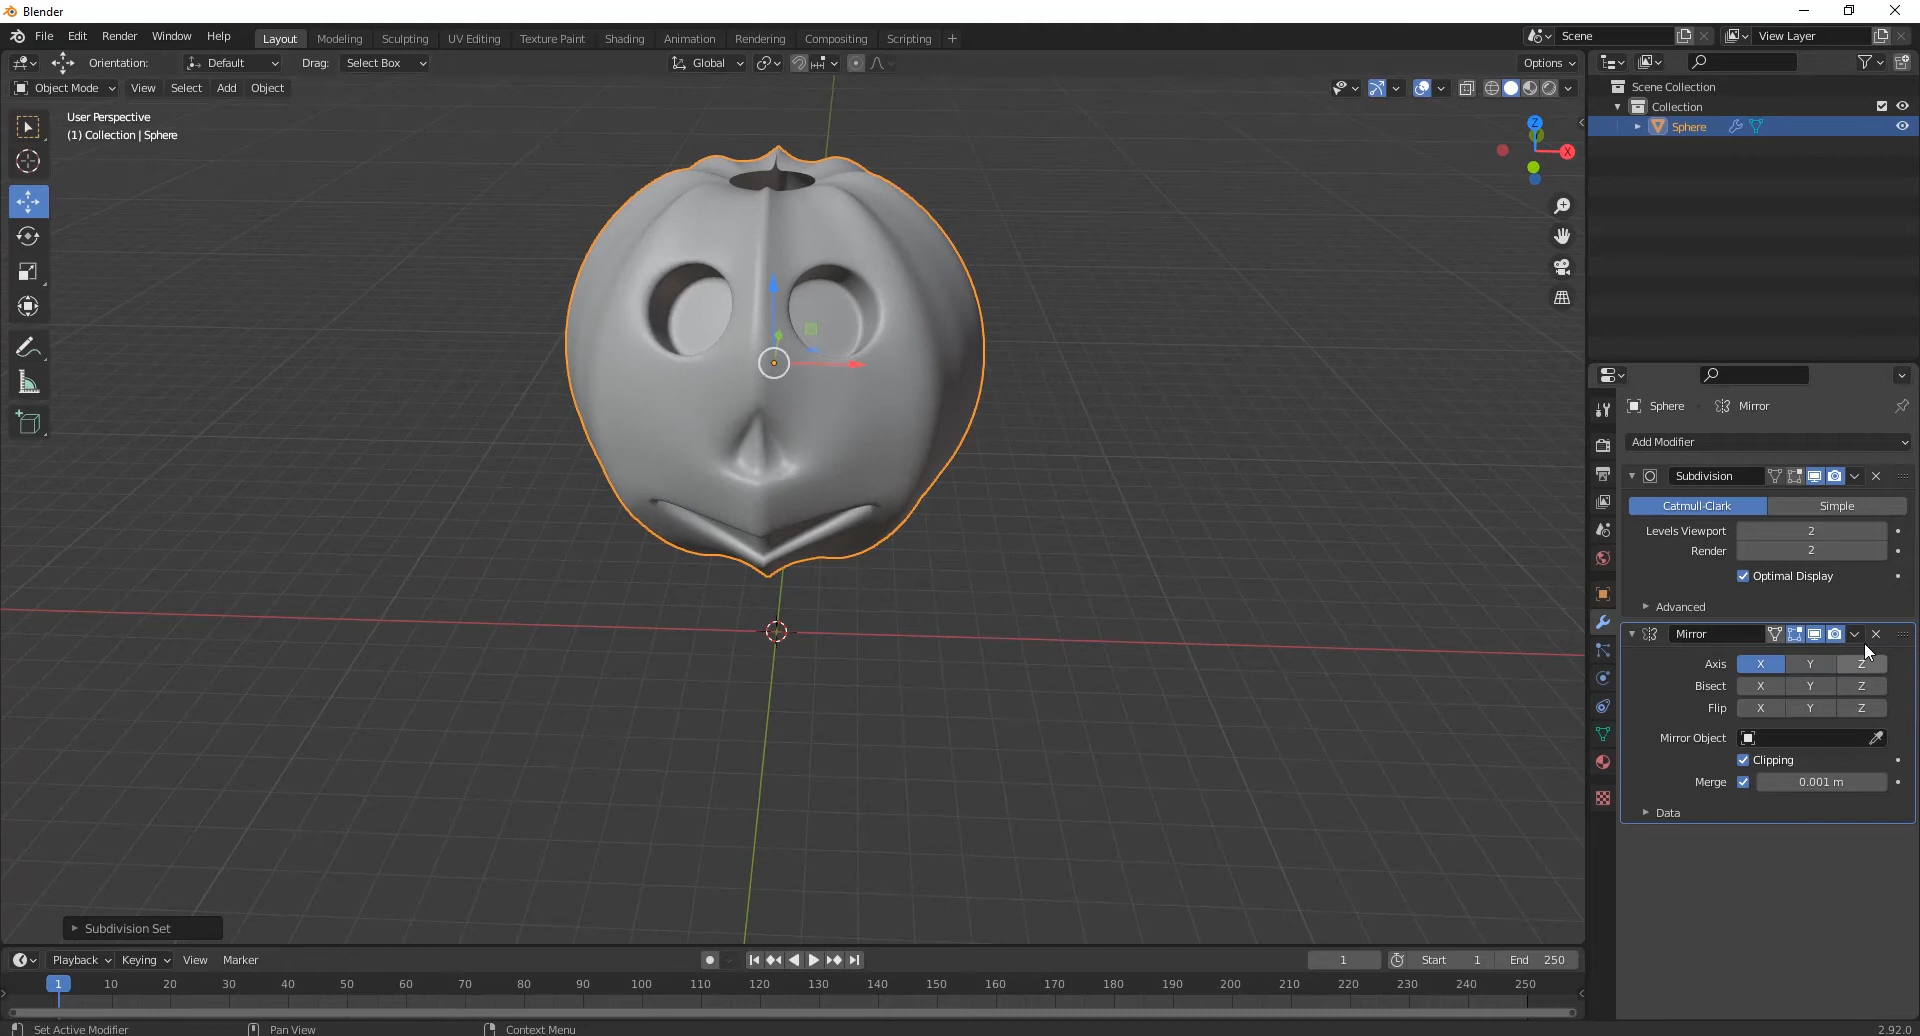 Blender
File Edit Render Window Help Layout Modeling Sculpting UV Editing Texture Paint Shading Animation Rendering Compositing Scripting + Scene View Layer
Orientation: Default Drag: Select Box Global Options
Object Mode View Select Add Object
User Perspective
(1) Collection | Sphere
Z
X
Scene Collection
Collection
Sphere
Sphere Mirror
Add Modifier
Subdivision
Catmull-Clark Simple
Levels Viewport 2
Render 2
Optimal Display
Advanced
Mirror
Axis X Y Z
Bisect X Y Z
Flip X Y Z
Mirror Object
Clipping
Merge 0.001 m
Data
Subdivision Set
Playback Keying View Marker 1 Start 1 End 250
1 10 20 30 40 50 60 70 80 90 100 110 120 130 140 150 160 170 180 190 200 210 220 230 240 250
Set Active Modifier Pan View Context Menu 2.92.0